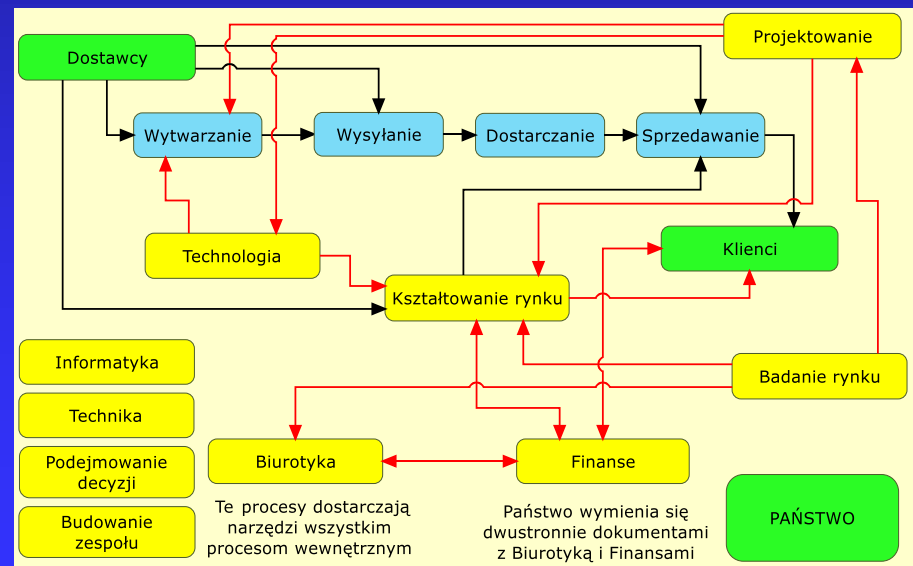 Projektowanie
Dostawcy
Wytwarzanie
Wysyłanie
Dostarczanie
Sprzedawanie
Technologia
Klienci
Kształtowanie rynku
Informatyka
Badanie rynku
Technika
Podejmowanie
decyzji
Biurotyka
Finanse
Budowanie
zespołu
Te procesy dostarczają
narzędzi wszystkim
procesom wewnętrznym
Państwo wymienia się
dwustronnie dokumentami
z Biurotyką i Finansami
PAŃSTWO